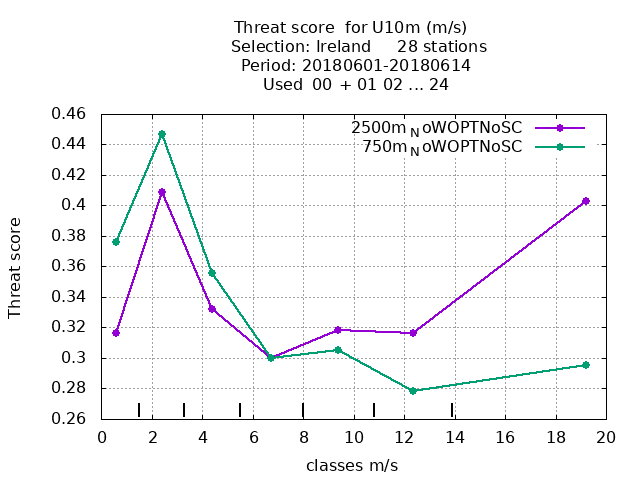 Threat score  for U10m (m/s)
Selection: Ireland     28 stations
Period: 20180601-20180614
Used  00 + 01 02 ... 24
0.46
0.44
0.42
0.4
0.38
0.36
0.34
0.32
0.3
0.28
0.26
Threat score
2500m_NoWOPTNoSC
750m_NoWOPTNoSC
0 2 4 6 8 10 12 14 16 18 20
classes m/s